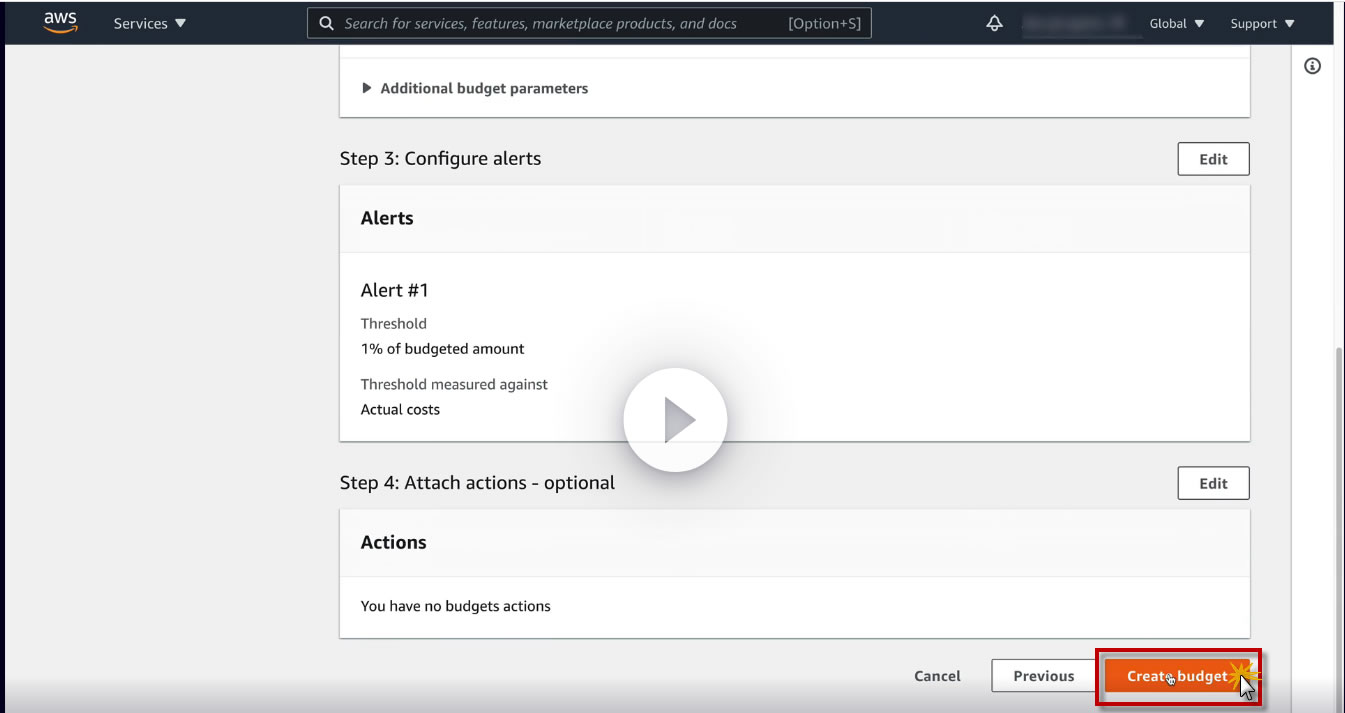 aws Services Search for services, features, marketplace products, and docs [Option+S] Global Support
Additional budget parameters
Step 3: Configure alerts Edit
Alerts
Alert #1
Threshold
1% of budgeted amount
Threshold measured against
Actual costs
Step 4: Attach actions - optional Edit
Actions
You have no budgets actions
Cancel Previous Create budget